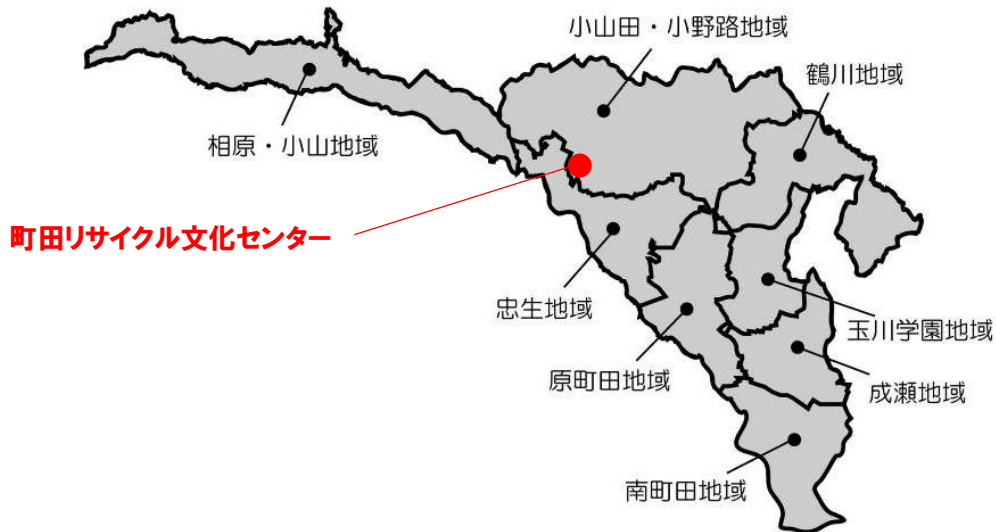 小山田・小野路地域
鶴川地域
相原・小山地域
町田リサイクル文化センター
忠生地域
玉川学園地域
原町田地域
成瀬地域
南町田地域